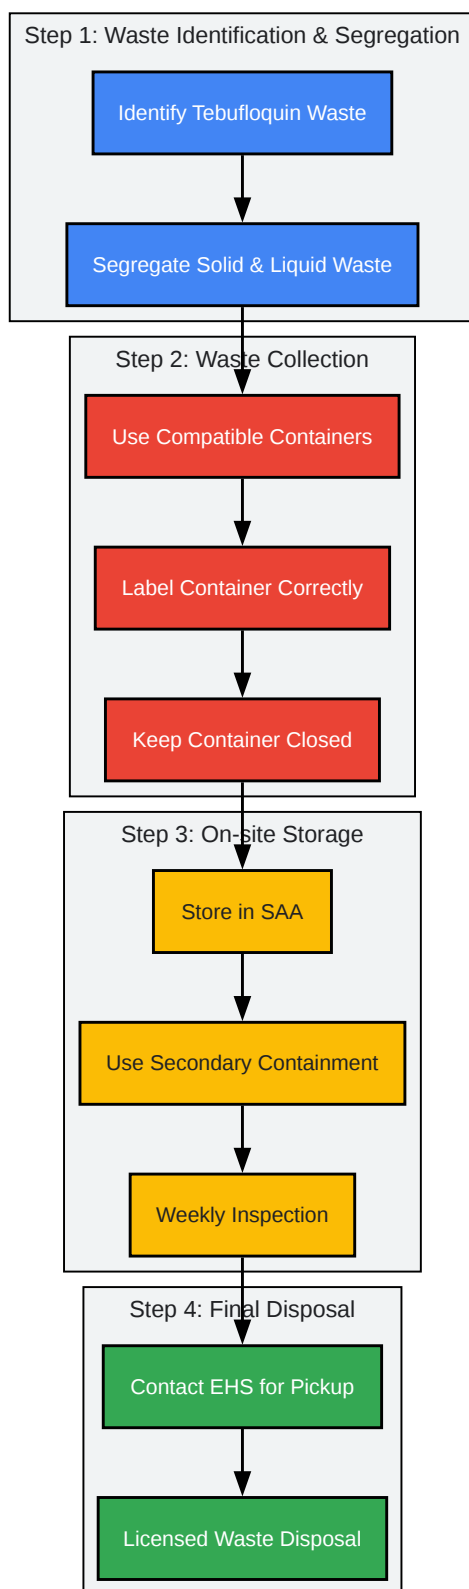 Step 1: Waste Identification & Segregation
Identify Tebufloquin Waste
Segregate Solid & Liquid Waste
Step 2: Waste Collection
Use Compatible Containers
Label Container Correctly
Keep Container Closed
Step 3: On-site Storage
Store in SAA
Use Secondary Containment
Weekly Inspection
Step 4: Final Disposal
Contact EHS for Pickup
Licensed Waste Disposal